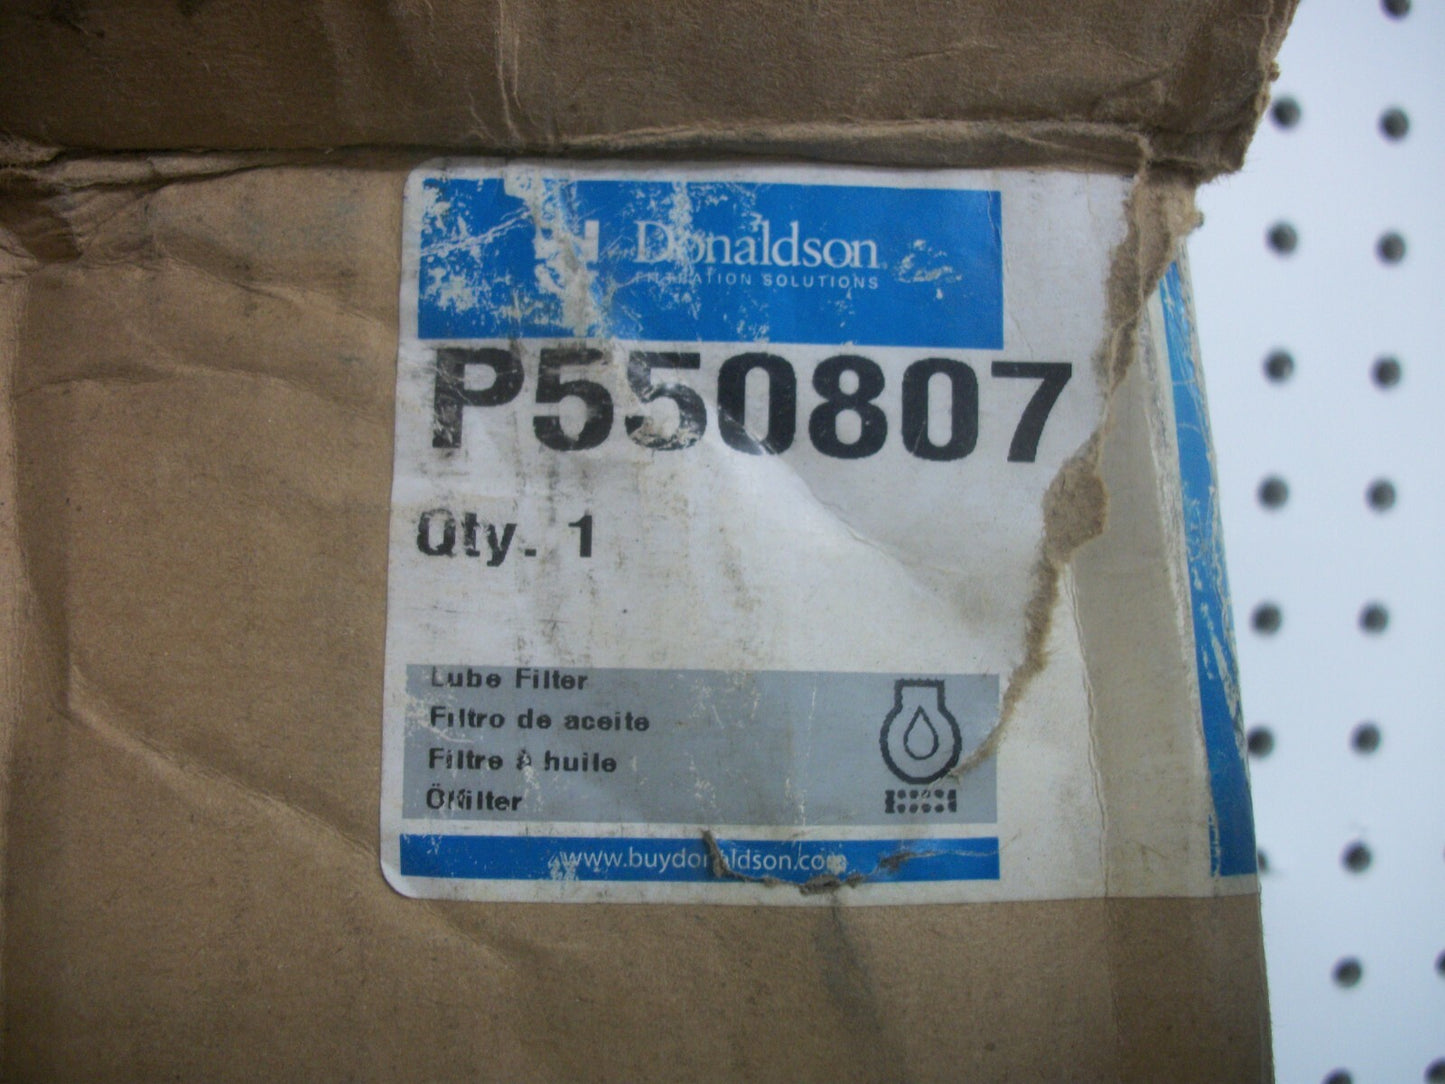 Donaldson
FILTRATION SOLUTIONS
P550807
Qty. 1
Lube Filter
Filtro de aceite
Filtre à huile
Ölfilter
www.buydonaldson.com